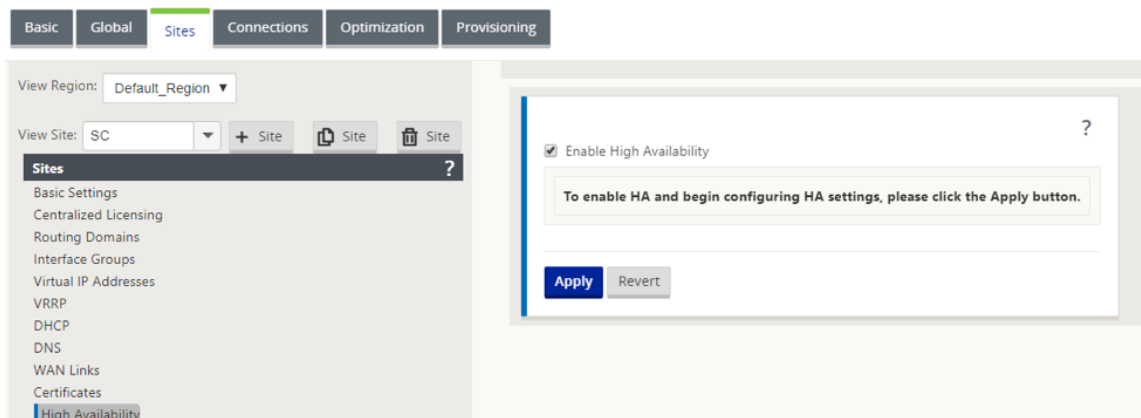 Basic Global Sites Connections Optimization Provisioning
View Region: Default_Region ▼
View Site: SC + Site Site Site
Sites ?
Basic Settings
Centralized Licensing
Routing Domains
Interface Groups
Virtual IP Addresses
VRRP
DHCP
DNS
WAN Links
Certificates
High Availability
?
Enable High Availability
To enable HA and begin configuring HA settings, please click the Apply button.
Apply Revert